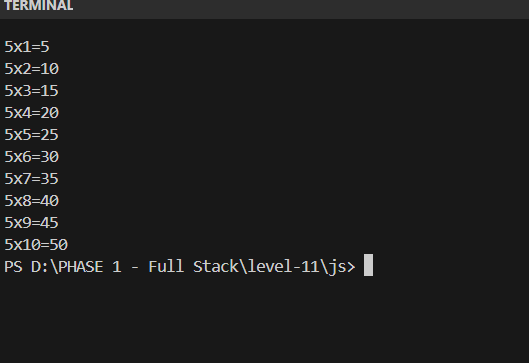 TERMINAL
5x1=5
5x2=10
5x3=15
5x4=20
5x5=25
5x6=30
5x7=35
5x8=40
5x9=45
5x10=50
PS D:\PHASE 1 - Full Stack\level-11\js>